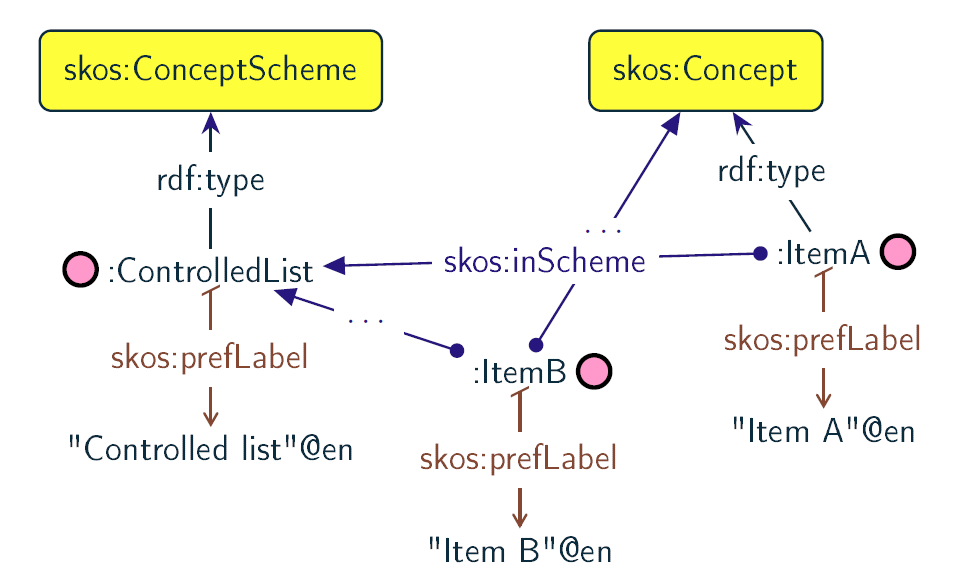 skos:ConceptScheme
skos:Concept
rdf:type
rdf:type
...
:ControlledList
skos:inScheme
:ItemA
...
skos:prefLabel
:ItemB
skos:prefLabel
"Controlled list"@en
skos:prefLabel
"Item A"@en
"Item B"@en